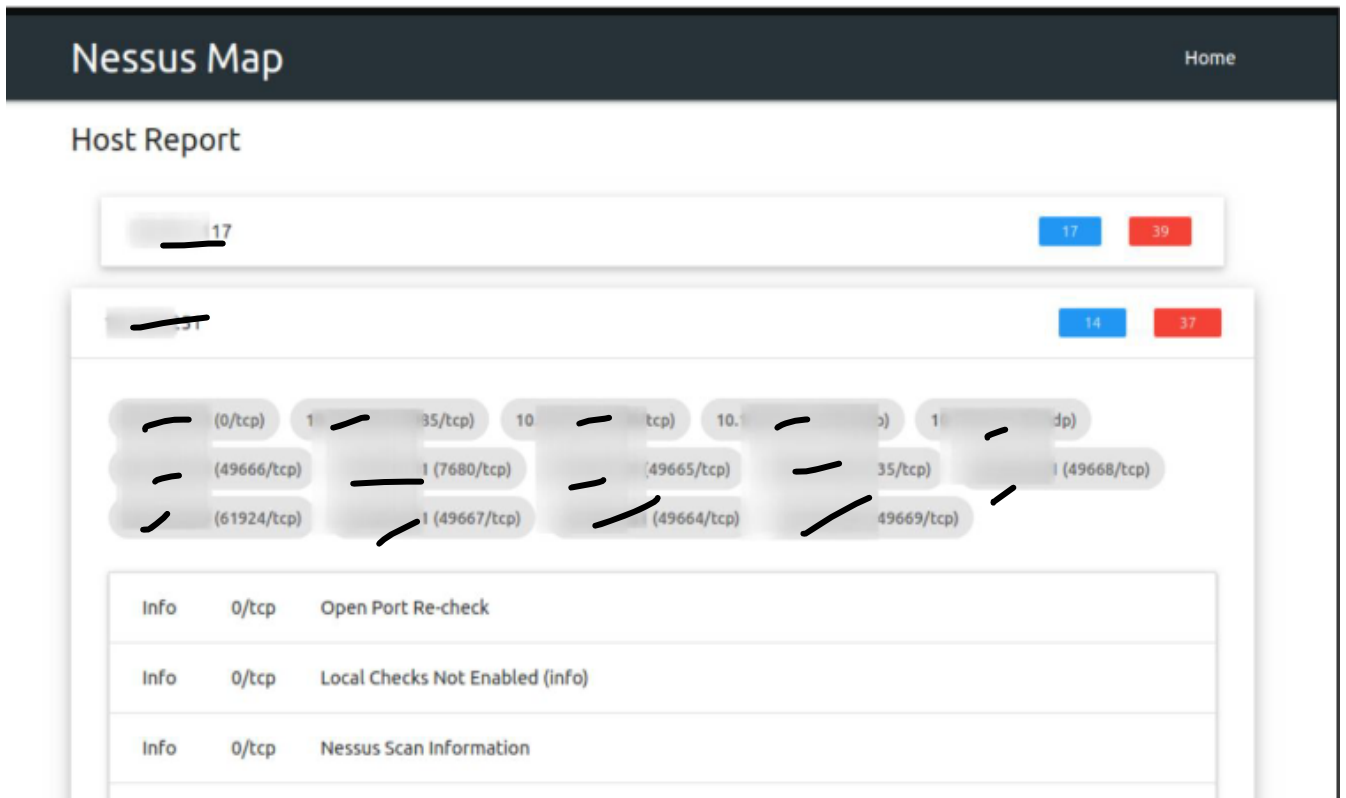 Nessus Map Home
Host Report
17 17 39
14 37
(0/tcp) 35/tcp) 10. tcp) 10.
(49666/tcp) 1 (7680/tcp) (49665/tcp) 35/tcp) (49668/tcp)
(61924/tcp) 1 (49667/tcp) (49664/tcp) 49669/tcp)
Info 0/tcp Open Port Re-check
Info 0/tcp Local Checks Not Enabled (info)
Info 0/tcp Nessus Scan Information